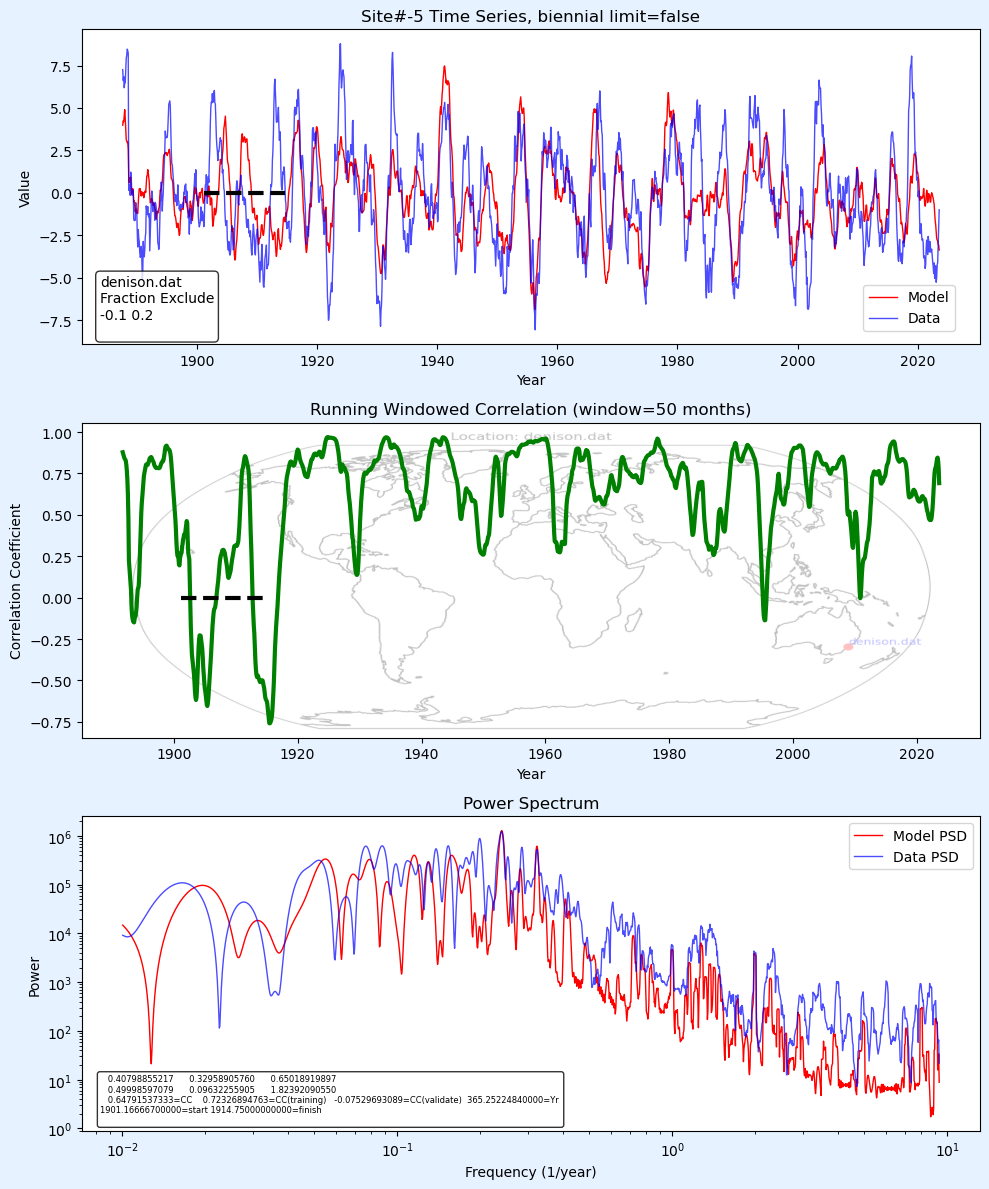 Site#-5 Time Series, biennial limit=false
Value
7.5
5.0
2.5
0.0
−2.5
−5.0
−7.5
denison.dat
Fraction Exclude
-0.1 0.2
Model
Data
1900
1920
1940
1960
1980
2000
2020
Year
Running Windowed Correlation (window=50 months)
Location: denison.dat
Correlation Coefficient
1.00
0.75
0.50
0.25
0.00
−0.25
−0.50
−0.75
denison.dat
1900
1920
1940
1960
1980
2000
2020
Year
Power Spectrum
Power
10^6
10^5
10^4
10^3
10^2
10^1
10^0
Model PSD
Data PSD
0.40798855217 0.32958905760 0.65018919897
0.49998597079 0.09632255905 1.82392090550
0.64791537333=CC 0.72326894763=CC(training) -0.07529693089=CC(validate) 365.25224840000=Yr
1901.16666700000=start 1914.75000000000=finish
10^−2
10^−1
10^0
10^1
Frequency (1/year)